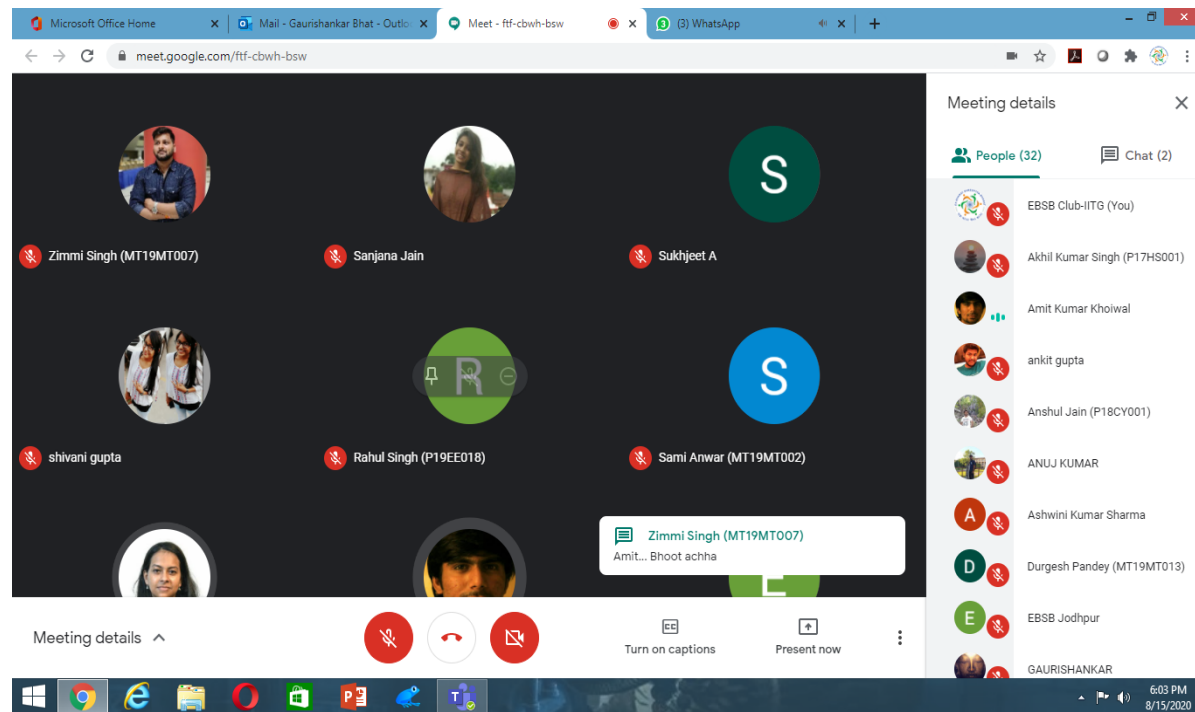 Microsoft Office Home
Mail - Gaurishankar Bhat - Outlo
Meet - ftf-cbwh-bsw
(3) WhatsApp
meet.google.com/ftf-cbwh-bsw
Zimmi Singh (MT19MT007)
Sanjana Jain
S
Sukhjeet A
shivani gupta
R
Rahul Singh (P19EE018)
S
Sami Anwar (MT19MT002)
Zimmi Singh (MT19MT007)
Amit... Bhoot achha
E
Meeting details
Turn on captions
Present now
Meeting details
People (32)
Chat (2)
EBSB Club-IITG (You)
Akhil Kumar Singh (P17HS001)
Amit Kumar Khoiwal
ankit gupta
Anshul Jain (P18CY001)
ANUJ KUMAR
A
Ashwini Kumar Sharma
D
Durgesh Pandey (MT19MT013)
E
EBSB Jodhpur
GAURISHANKAR
6:03 PM
8/15/2020